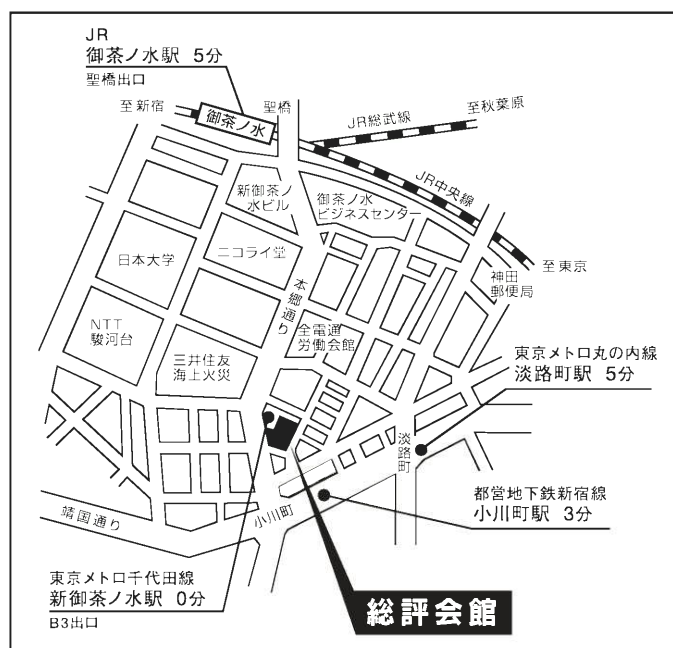 JR
御茶ノ水駅 5分
聖橋出口
至新宿
御茶ノ水
聖橋
JR総武線
至秋葉原
JR中央線
新御茶ノ
水ビル
御茶ノ水
ビジネスセンター
日本大学
ニコライ堂
本郷通り
至東京
神田
郵便局
NTT
駿河台
全電通
労働会館
三井住友
海上火災
東京メトロ丸の内線
淡路町駅 5分
淡路町
都営地下鉄新宿線
小川町駅 3分
靖国通り
小川町
東京メトロ千代田線
新御茶ノ水駅 0分
B3出口
総評会館